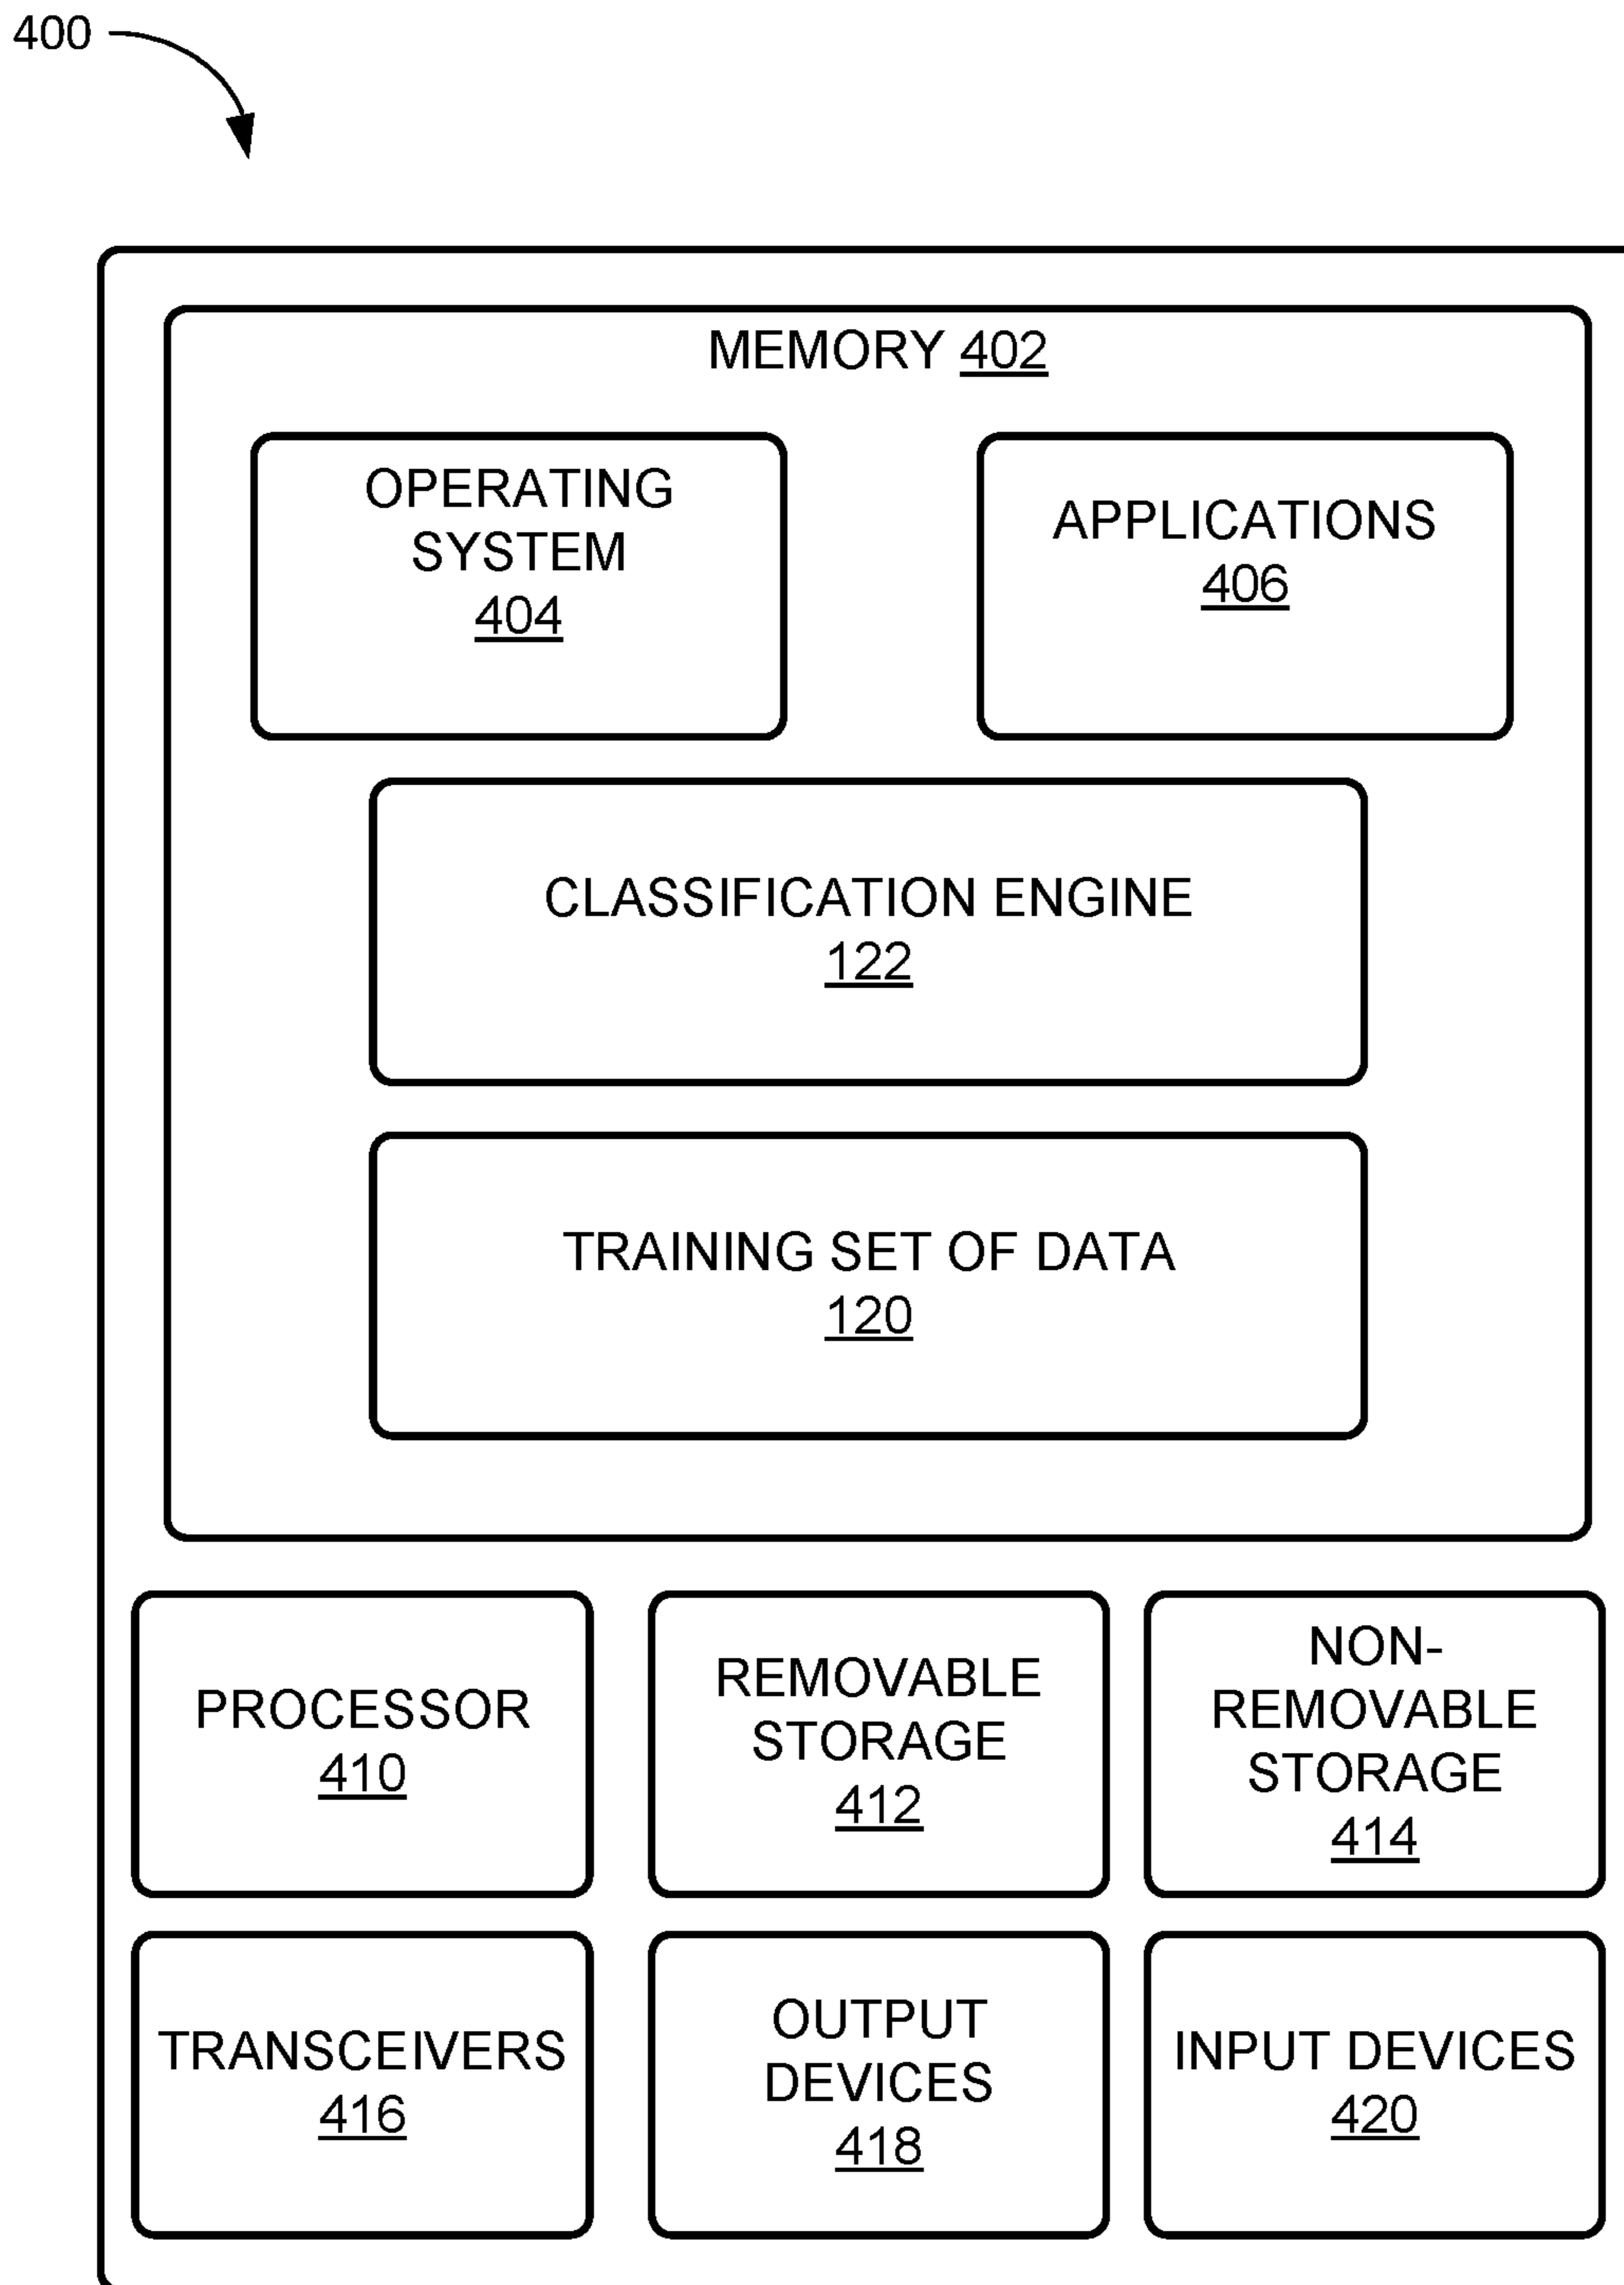 400
MEMORY 402
OPERATING
SYSTEM
404
APPLICATIONS
406
CLASSIFICATION ENGINE
122
TRAINING SET OF DATA
120
PROCESSOR
410
REMOVABLE
STORAGE
412
NON-
REMOVABLE
STORAGE
414
TRANSCEIVERS
416
OUTPUT
DEVICES
418
INPUT DEVICES
420